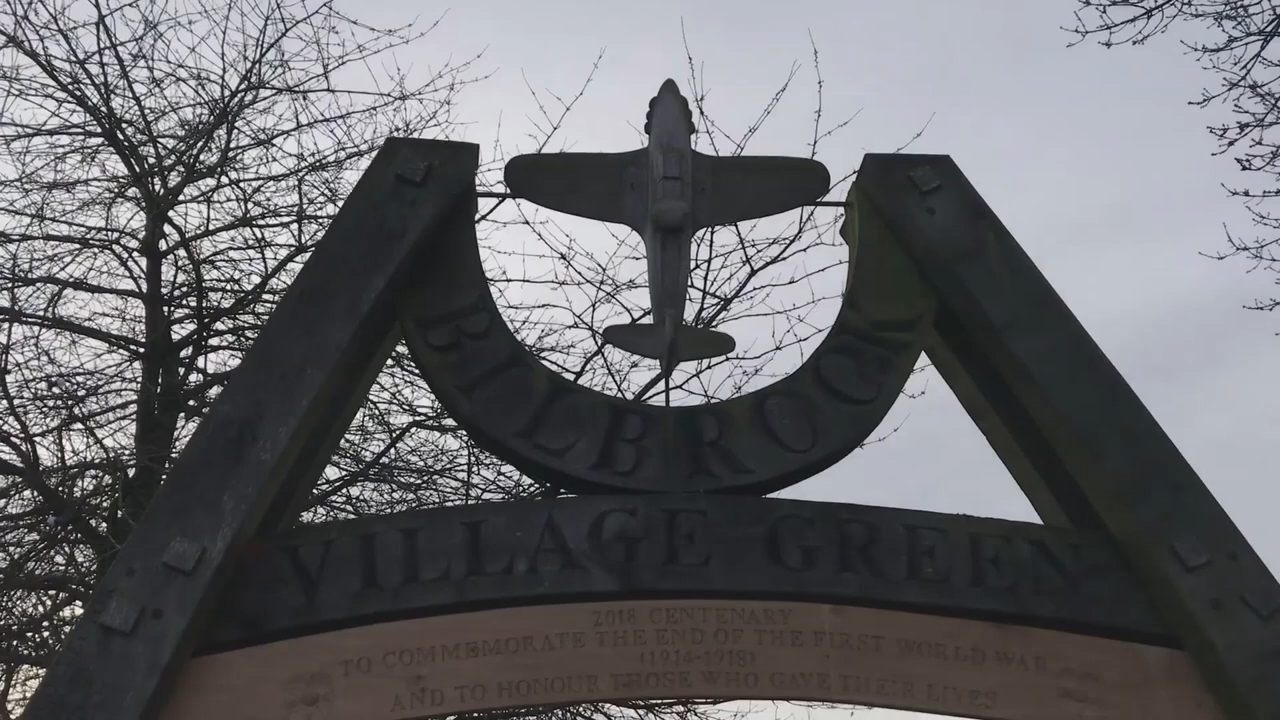 BILBROOK
VILLAGE GREEN
2018 CENTENARY
TO COMMEMORATE THE END OF THE FIRST WORLD WAR
(1914-1918)
AND TO HONOUR THOSE WHO GAVE THEIR LIVES